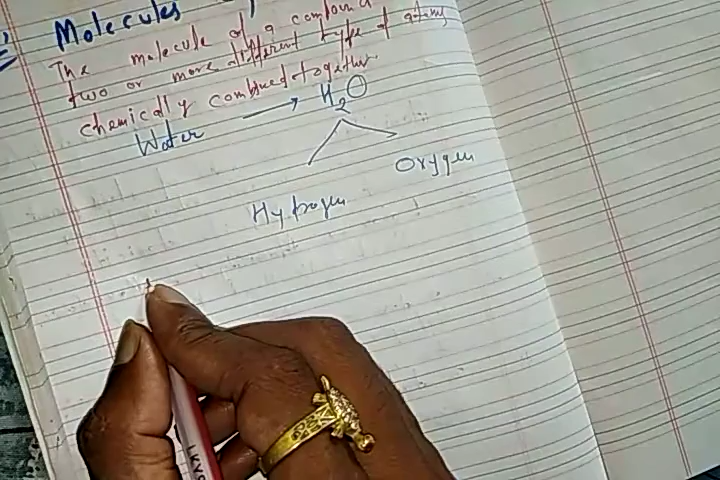 Molecules of
The molecule of a compound
two or more different type of atoms
chemically combined together.
Water → H2O
Oxygen
Hydrogen